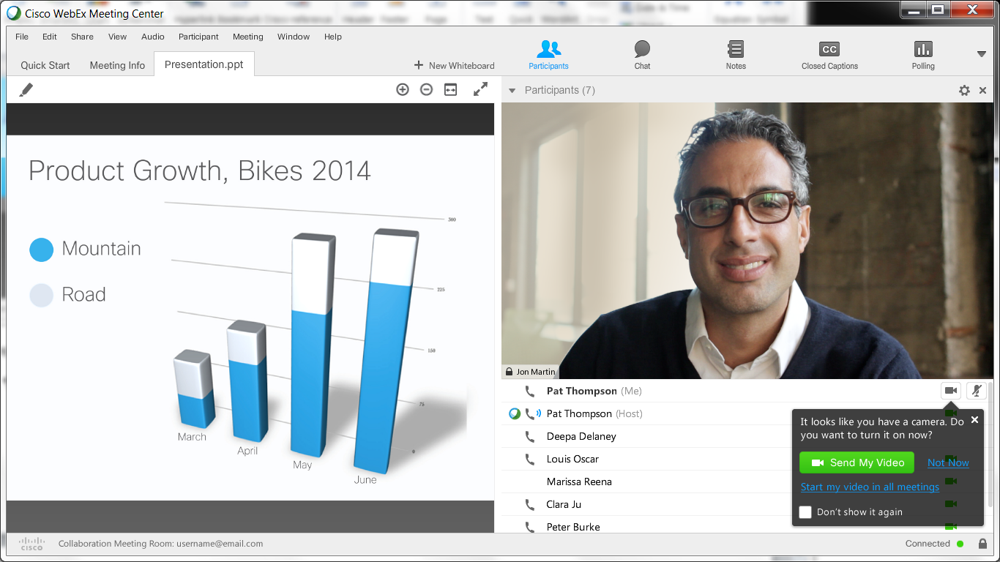 Cisco WebEx Meeting Center
File Edit Share View Audio Participant Meeting Window Help
Quick Start Meeting Info Presentation.ppt
New Whiteboard
Participants Chat Notes Closed Captions Polling
CC
Participants (7)
Product Growth, Bikes 2014
Mountain
Road
300
225
150
75
0
March
April
May
June
Jon Martin
Pat Thompson (Me)
Pat Thompson (Host)
Deepa Delaney
Louis Oscar
Marissa Reena
Clara Ju
Peter Burke
It looks like you have a camera. Do
you want to turn it on now?
Send My Video Not Now
Start my video in all meetings
Don't show it again
CISCO Collaboration Meeting Room: username@email.com
Connected